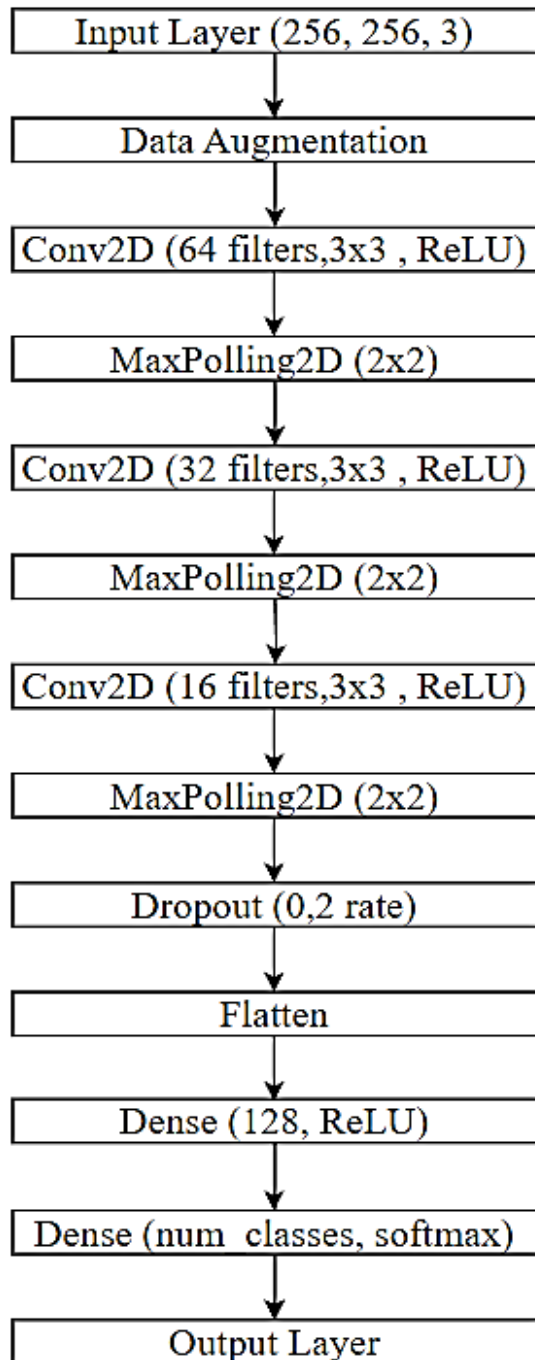 Input Layer (256, 256, 3)
Data Augmentation
Conv2D (64 filters,3x3 , ReLU)
MaxPolling2D (2x2)
Conv2D (32 filters,3x3 , ReLU)
MaxPolling2D (2x2)
Conv2D (16 filters,3x3 , ReLU)
MaxPolling2D (2x2)
Dropout (0,2 rate)
Flatten
Dense (128, ReLU)
Dense (num_classes, softmax)
Output Layer